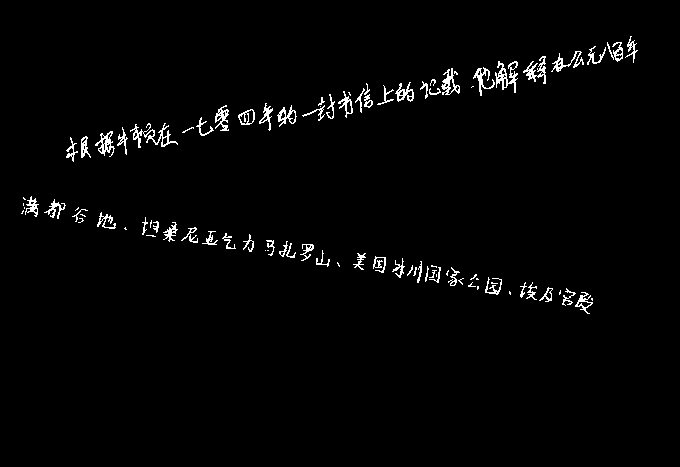 根据牛顿在一七零四年的一封书信上的记载，他解释在公元八百年
满都谷地、坦桑尼亚乞力马扎罗山、美国冰川国家公园、埃及宫殿